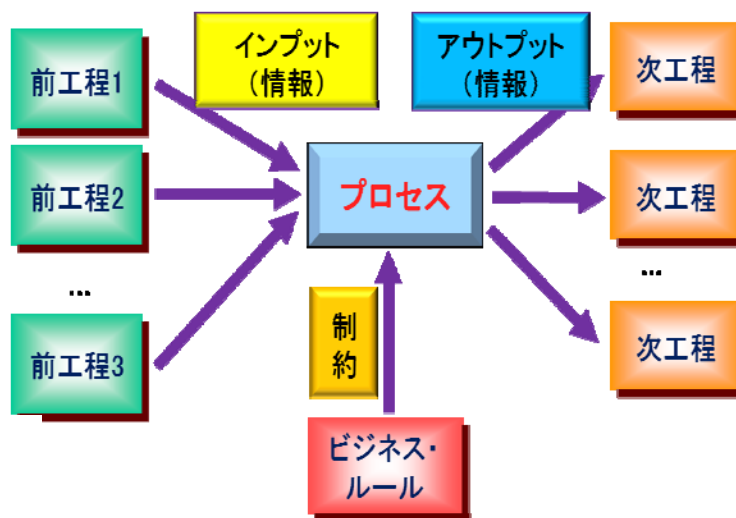 前工程1
インプット
(情報)
アウトプット
(情報)
次工程
前工程2
プロセス
次工程
...
...
前工程3
制
約
次工程
ビジネス・
ルール